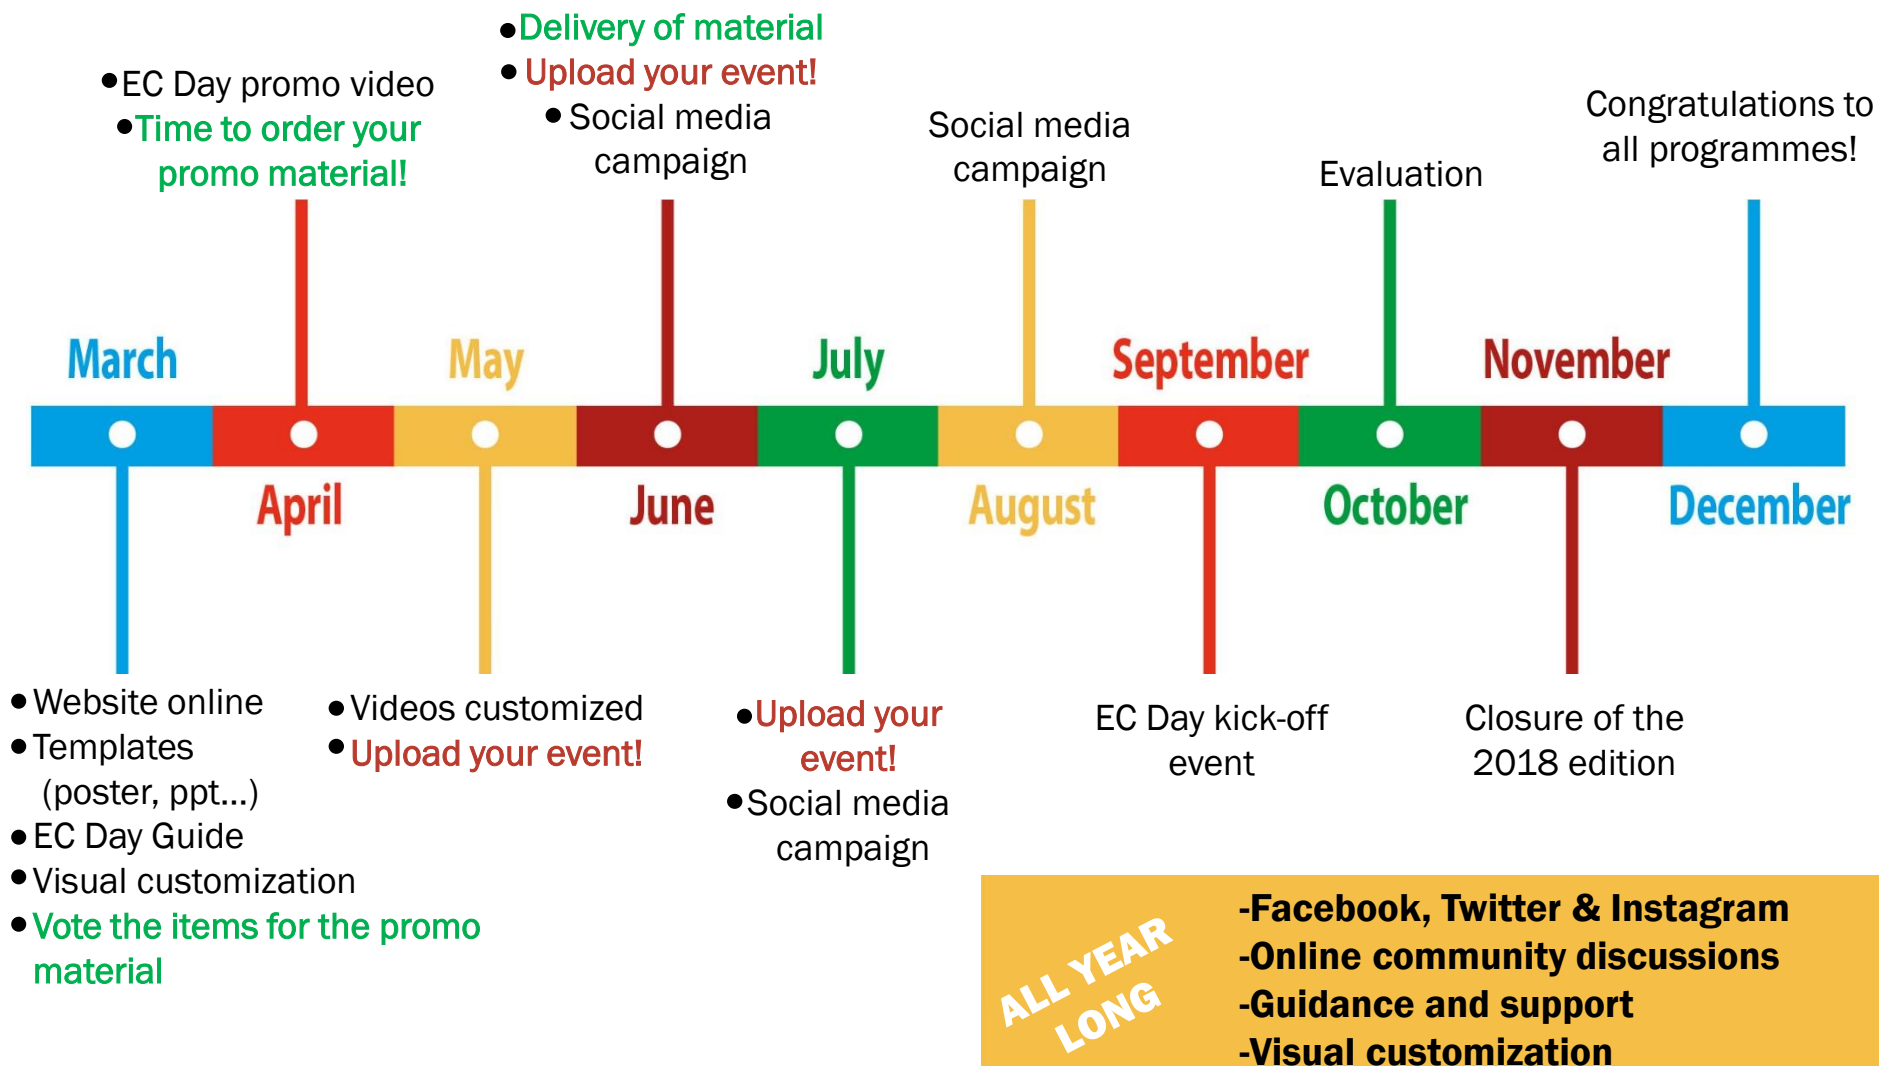 •Delivery of material
•Upload your event!
•Social media
campaign
•EC Day promo video
•Time to order your
promo material!
Social media
campaign
Evaluation
Congratulations to
all programmes!
March
May
July
September
November
April
June
August
October
December
•Website online
•Templates
(poster, ppt...)
•EC Day Guide
•Visual customization
•Vote the items for the promo
material
•Videos customized
•Upload your event!
•Upload your
event!
•Social media
campaign
EC Day kick-off
event
Closure of the
2018 edition
ALL YEAR
LONG
-Facebook, Twitter & Instagram
-Online community discussions
-Guidance and support
-Visual customization